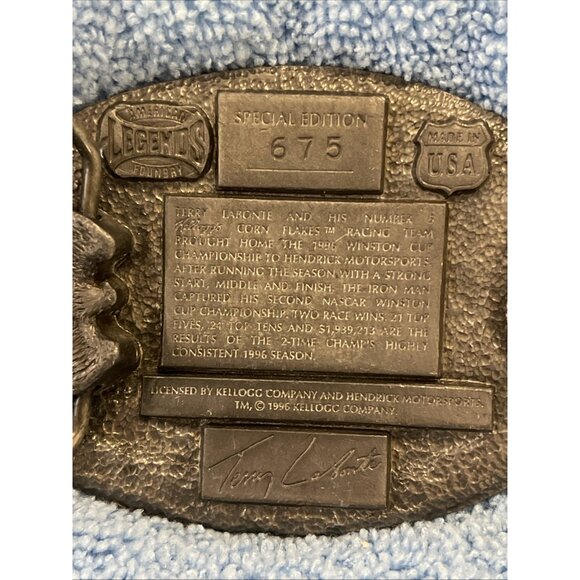 AMERICAN
LEGENDS
FOUNDRY
SPECIAL EDITION
675
MADE IN
U.S.A.
TERRY LABONTE AND HIS NUMBER 5
Kellogg's CORN FLAKES™ RACING TEAM
BROUGHT HOME THE 1996 WINSTON CUP
CHAMPIONSHIP TO HENDRICK MOTORSPORTS.
AFTER RUNNING THE SEASON WITH A STRONG
START, MIDDLE AND FINISH, THE IRON MAN
CAPTURED HIS SECOND NASCAR WINSTON
CUP CHAMPIONSHIP. TWO RACE WINS, 21 TOP
FIVES, 24 TOP TENS AND $1,939,213 ARE THE
RESULTS OF THE 2-TIME CHAMP'S HIGHLY
CONSISTENT 1996 SEASON.
LICENSED BY KELLOGG COMPANY AND HENDRICK MOTORSPORTS.
TM, © 1996 KELLOGG COMPANY.
Terry Labonte